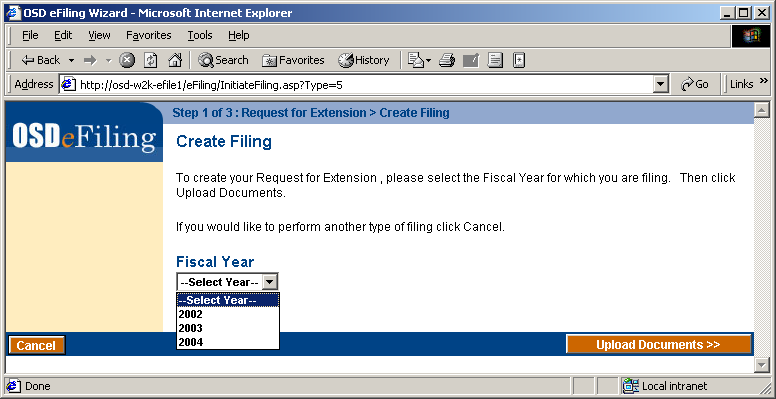 OSD eFiling Wizard - Microsoft Internet Explorer
File Edit View Favorites Tools Help
Back Search Favorites History
Address http://osd-w2k-efile1/eFiling/InitiateFiling.asp?Type=5 Go Links »
OSDeFiling
Step 1 of 3 : Request for Extension > Create Filing
Create Filing
To create your Request for Extension , please select the Fiscal Year for which you are filing. Then click
Upload Documents.
If you would like to perform another type of filing click Cancel.
Fiscal Year
--Select Year--
--Select Year--
2002
2003
2004
Cancel Upload Documents >>
Done Local intranet